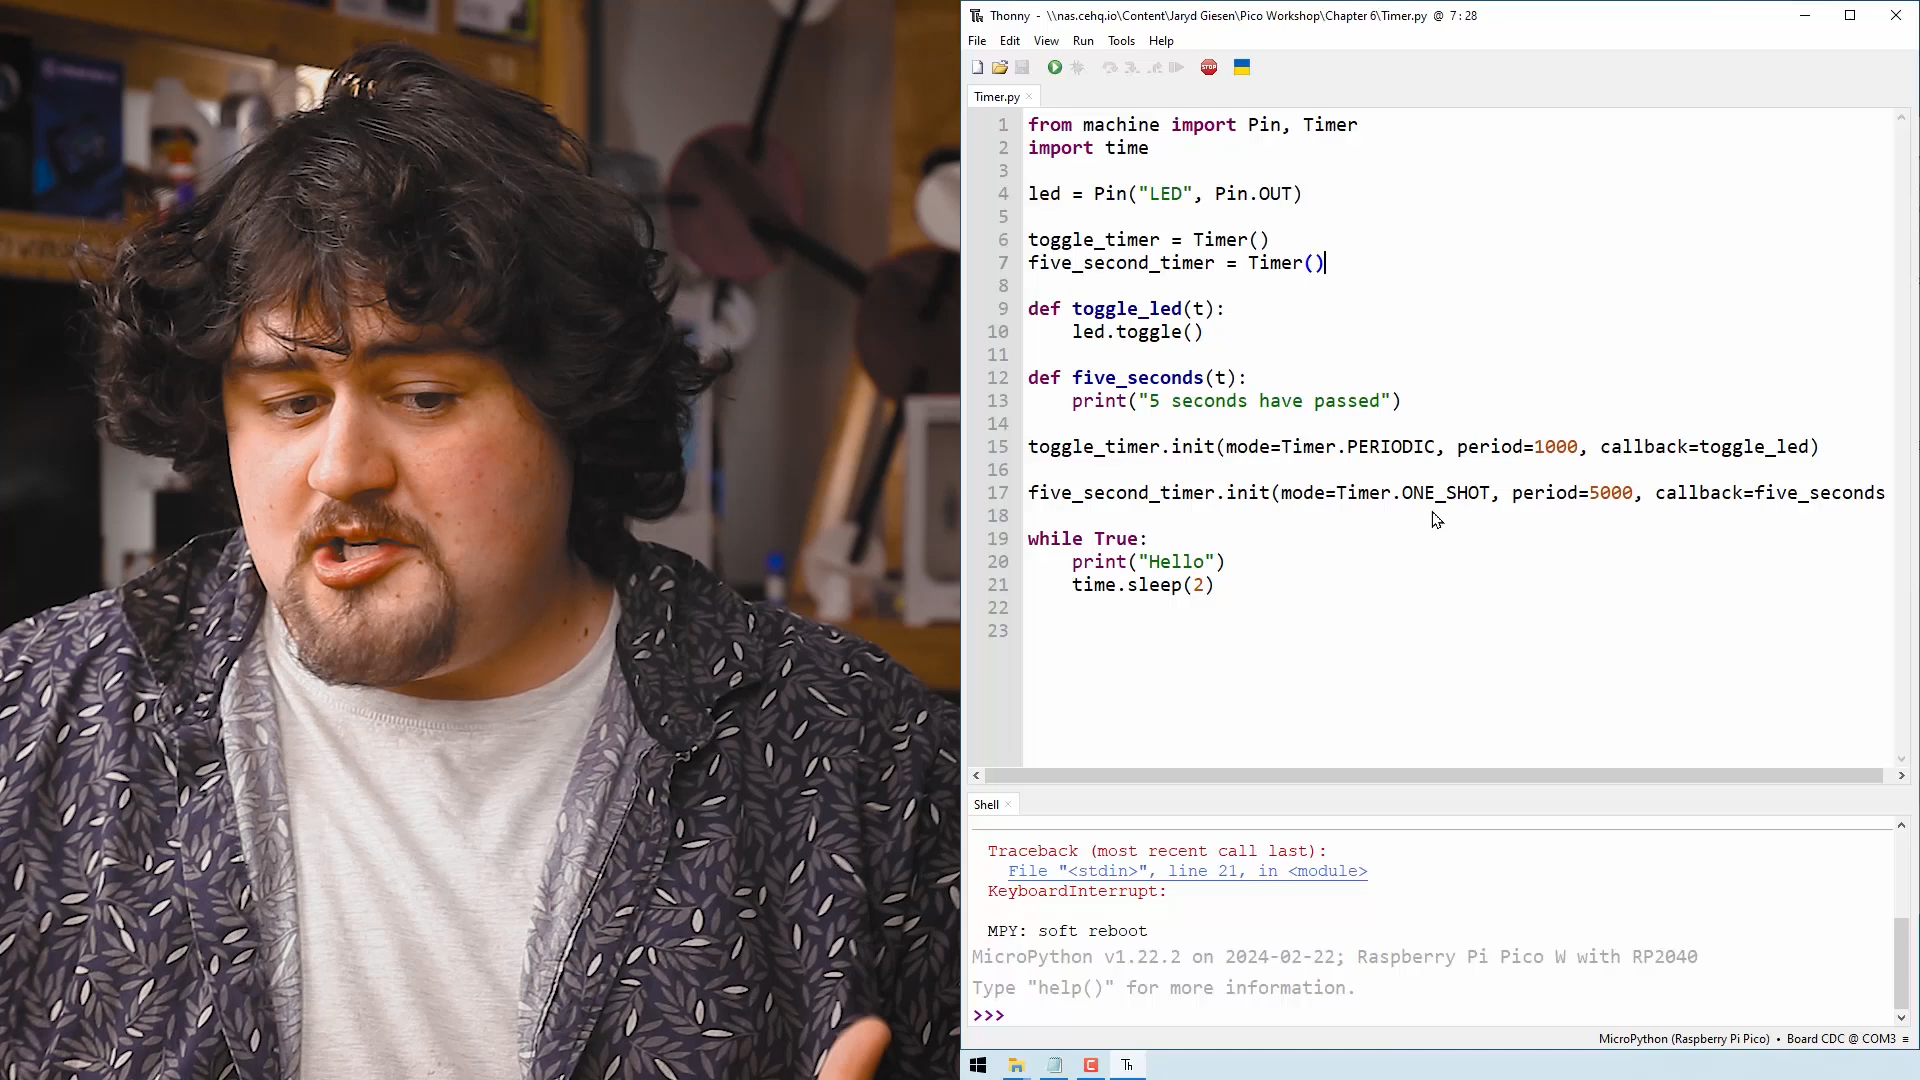 Thonny - \\nas.cehq.io\Content\Jaryd Giesen\Pico Workshop\Chapter 6\Timer.py @ 7 : 28
File Edit View Run Tools Help
STOP
Timer.py
1 from machine import Pin, Timer
2 import time
3
4 led = Pin("LED", Pin.OUT)
5
6 toggle_timer = Timer()
7 five_second_timer = Timer()
8
9 def toggle_led(t):
10 led.toggle()
11
12 def five_seconds(t):
13 print("5 seconds have passed")
14
15 toggle_timer.init(mode=Timer.PERIODIC, period=1000, callback=toggle_led)
16
17 five_second_timer.init(mode=Timer.ONE_SHOT, period=5000, callback=five_seconds
18
19 while True:
20 print("Hello")
21 time.sleep(2)
22
23
Shell
Traceback (most recent call last):
File "<stdin>", line 21, in <module>
KeyboardInterrupt:
MPY: soft reboot
MicroPython v1.22.2 on 2024-02-22; Raspberry Pi Pico W with RP2040
Type "help()" for more information.
>>>
MicroPython (Raspberry Pi Pico) • Board CDC @ COM3 ≡
Th